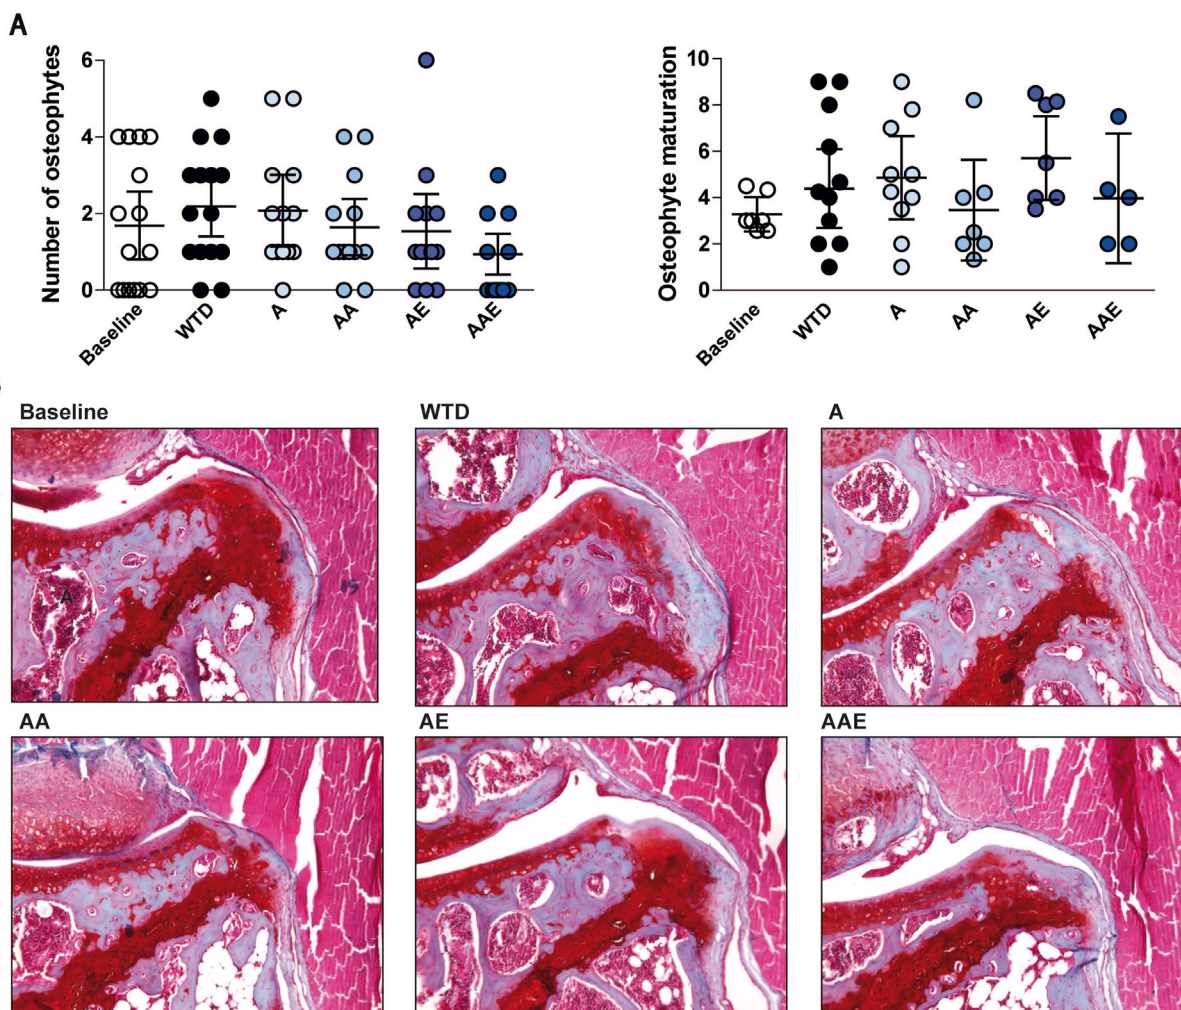 A
Number of osteophytes
6
4
2
0
Baseline
WTD
A
AA
AE
AAE
Osteophyte maturation
10
8
6
4
2
0
Baseline
WTD
A
AA
AE
AAE
Baseline
WTD
A
A
AA
AE
AAE